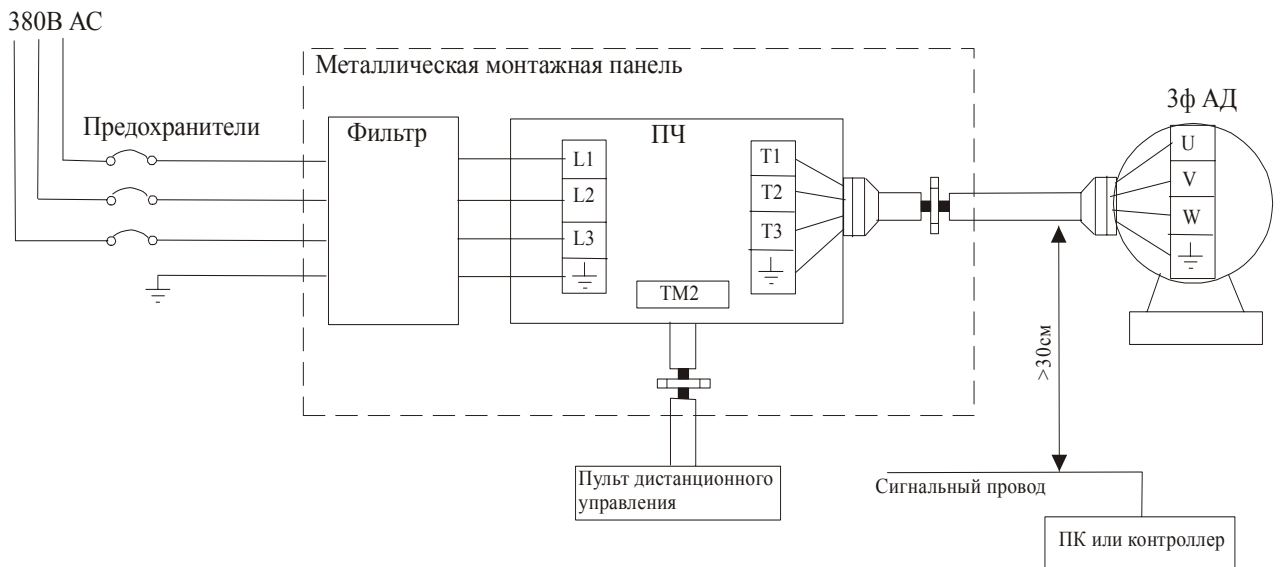 380В АС
Металлическая монтажная панель
3ф АД
Предохранители
Фильтр
ПЧ
L1
L2
L3
T1
T2
T3
TM2
U
V
W
>30см
Пульт дистанционного
управления
Сигнальный провод
ПК или контроллер